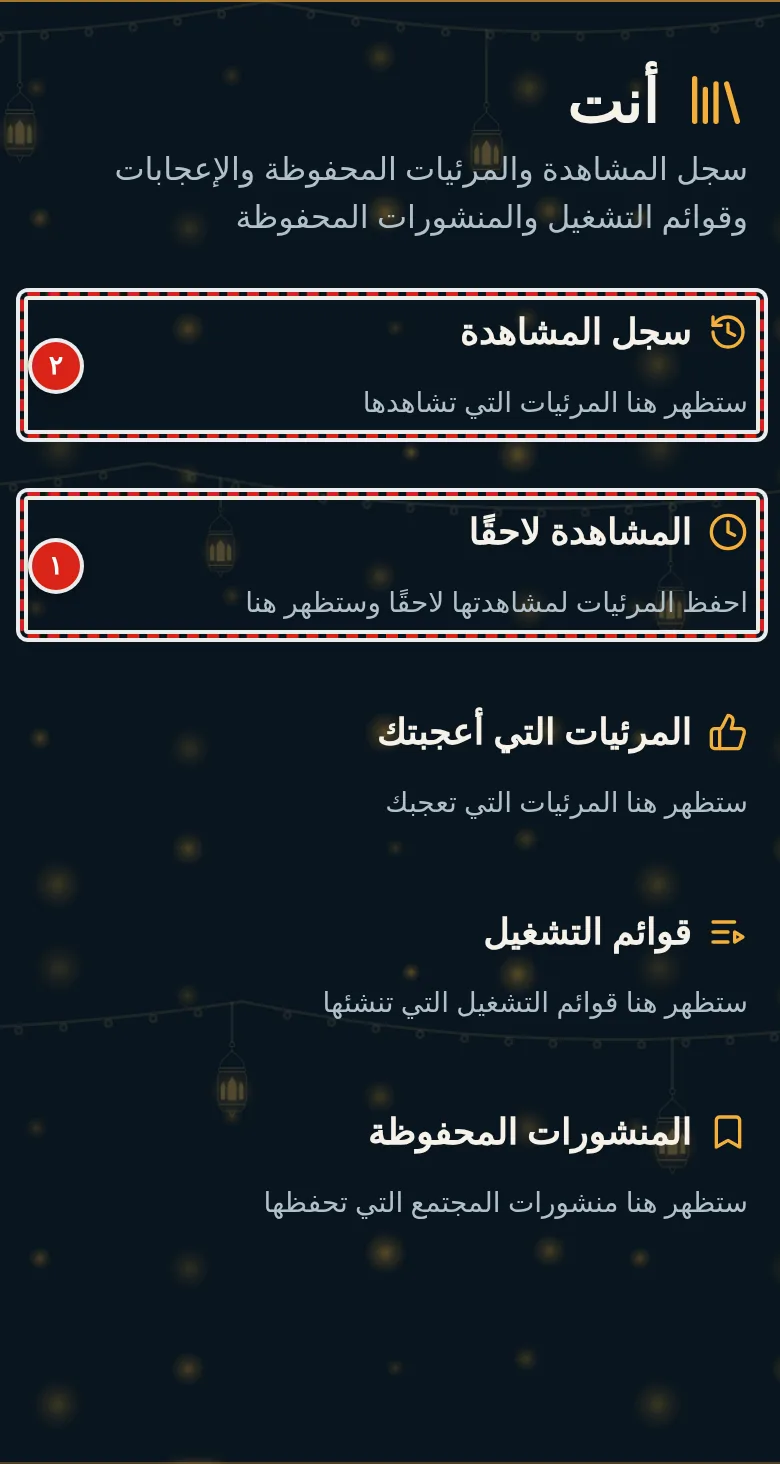 أنت
سجل المشاهدة والمرئيات المحفوظة والإعجابات
وقوائم التشغيل والمنشورات المحفوظة
سجل المشاهدة
٢
ستظهر هنا المرئيات التي تشاهدها
المشاهدة لاحقًا
١
احفظ المرئيات لمشاهدتها لاحقًا وستظهر هنا
المرئيات التي أعجبتك
ستظهر هنا المرئيات التي تعجبك
قوائم التشغيل
ستظهر هنا قوائم التشغيل التي تنشئها
المنشورات المحفوظة
ستظهر هنا منشورات المجتمع التي تحفظها